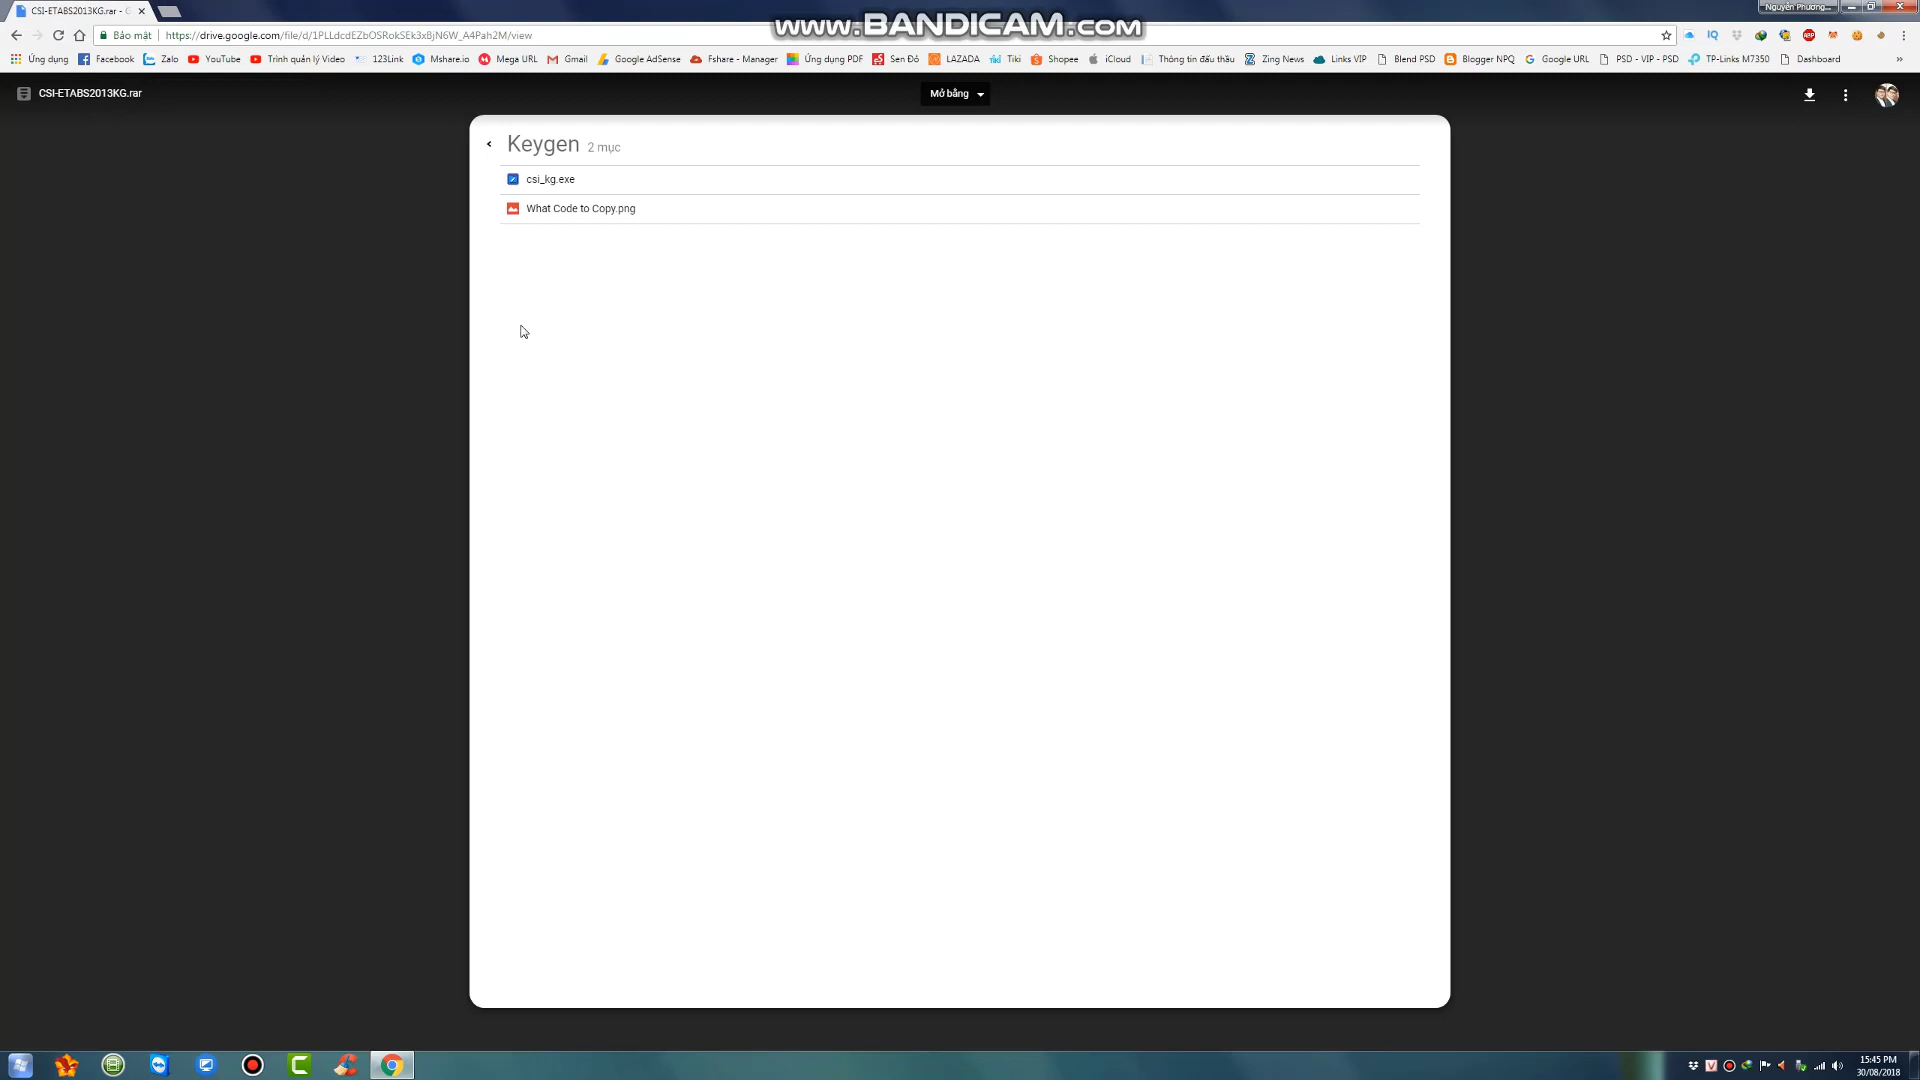 CSI-ETABS2013KG.rar - G
www.BANDICAM.com
Nguyễn Phương...
Bảo mật
https://drive.google.com/file/d/1PLLdcdEZbOSRokSEk3xBjN6W_A4Pah2M/view
Ứng dụng Facebook Zalo YouTube Trình quản lý Video 123Link Mshare.io Mega URL Gmail Google AdSense Fshare - Manager Ứng dụng PDF Sen Đỏ LAZADA Tiki Shopee iCloud Thông tin đấu thầu Zing News Links VIP Blend PSD Blogger NPQ Google URL PSD - VIP - PSD TP-Links M7350 Dashboard »
CSI-ETABS2013KG.rar
Mở bằng
Keygen 2 mục
csi_kg.exe
What Code to Copy.png
15:45 PM
30/08/2018